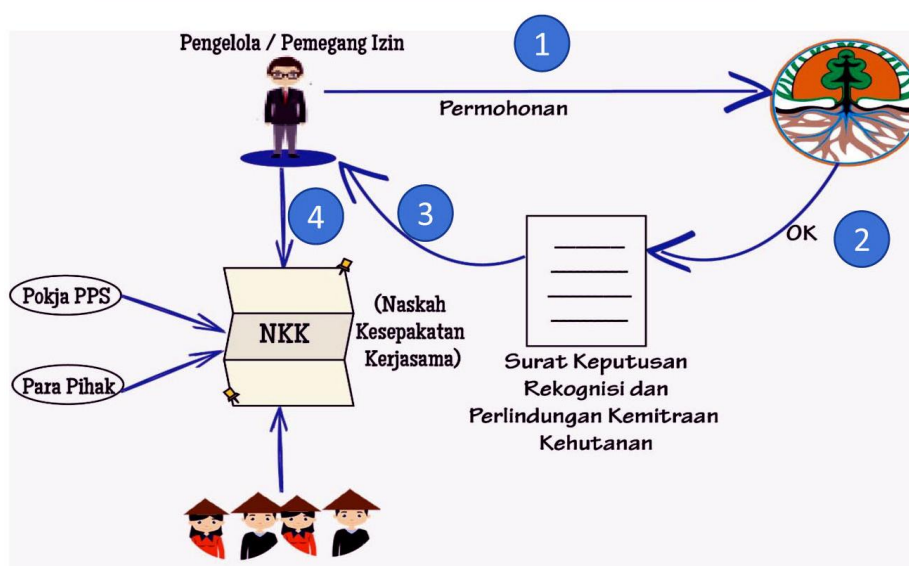 Pengelola / Pemegang Izin
1
Permohonan
4
3
OK
2
Pokja PPS
NKK
(Naskah
Kesepakatan
Kerjasama)
Para Pihak
Surat Keputusan
Rekognisi dan
Perlindungan Kemitraan
Kehutanan